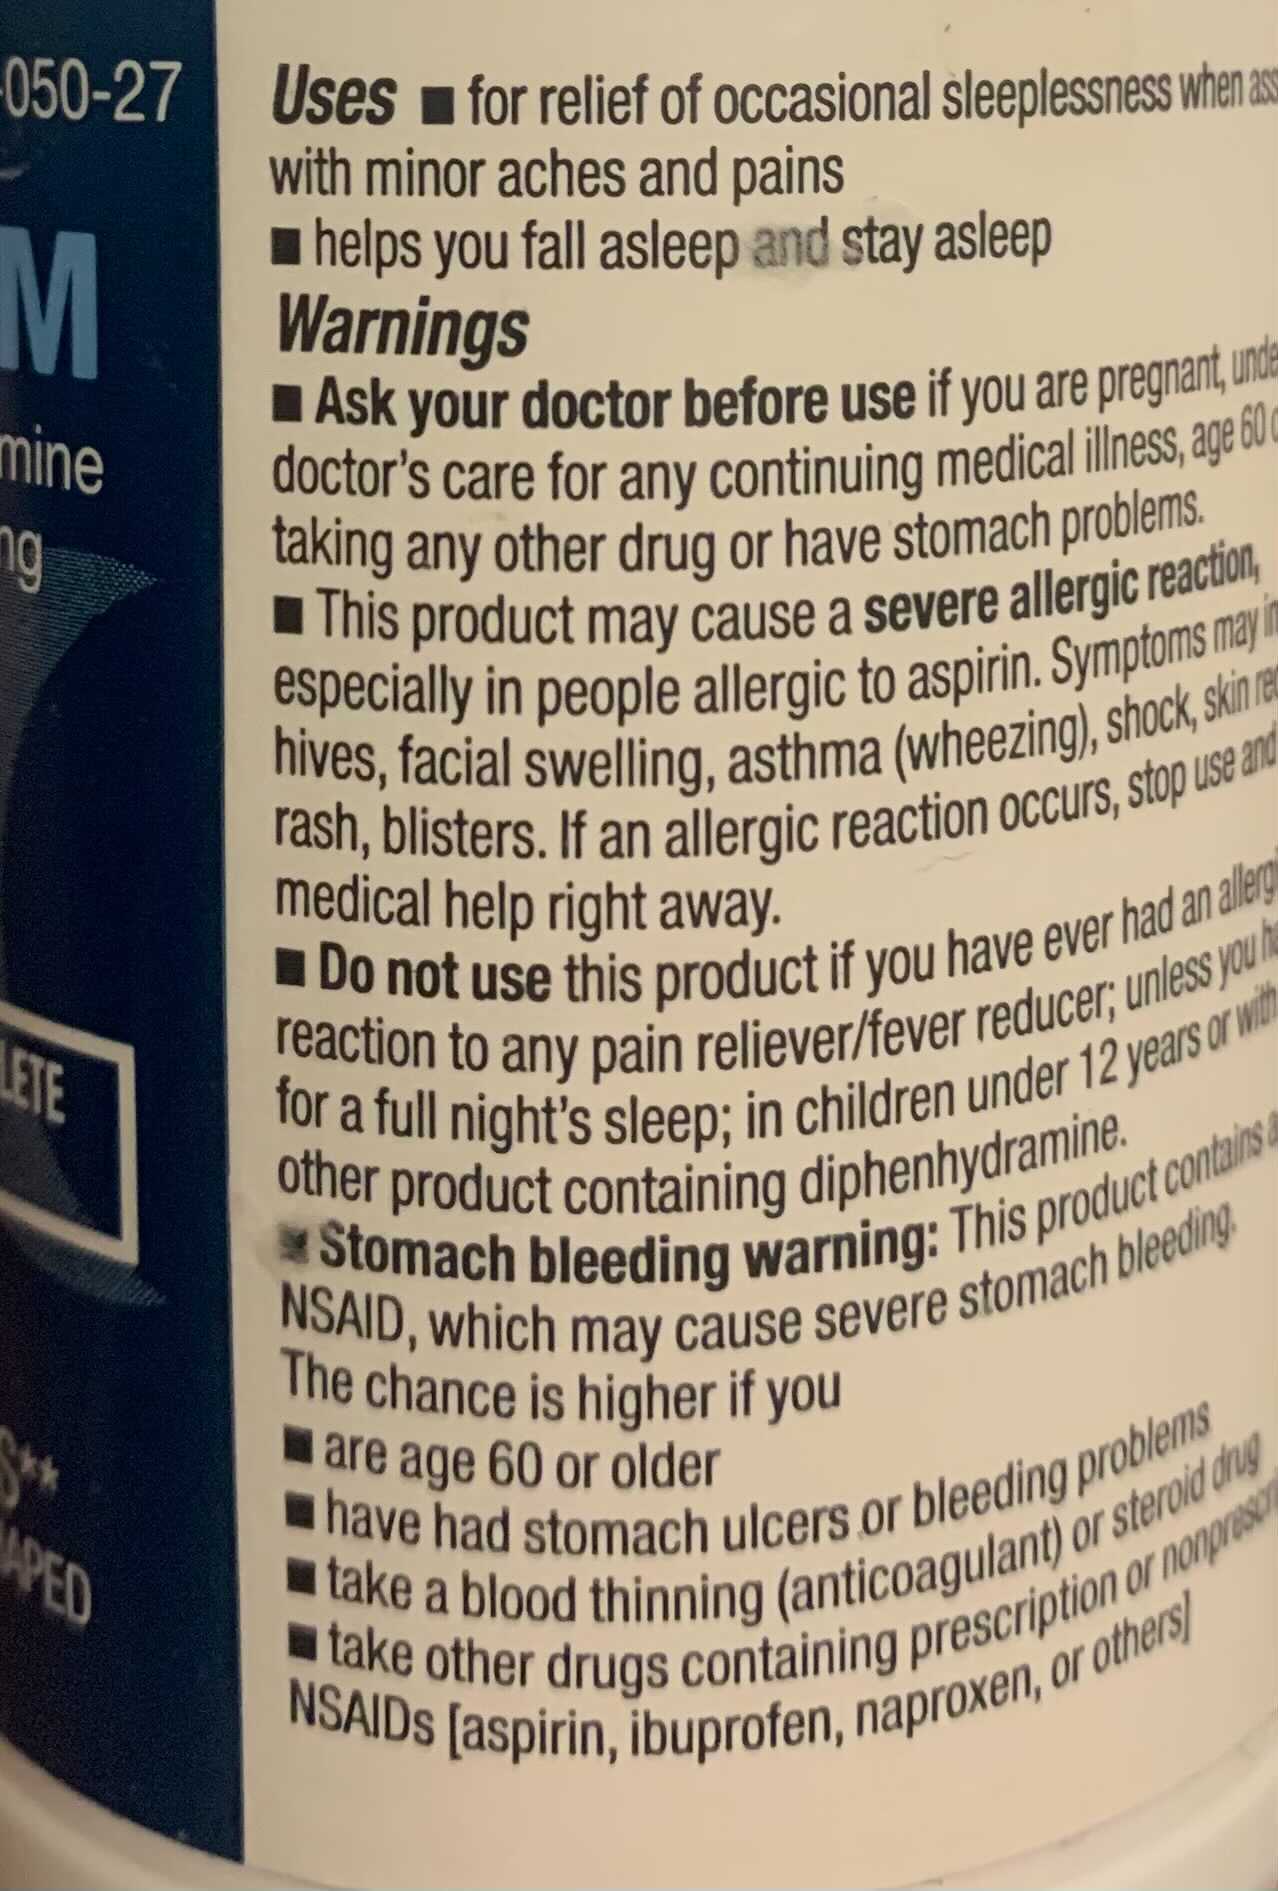 050-27
M
mine
ng
LETE
S**
APED
Uses ■ for relief of occasional sleeplessness when ass
with minor aches and pains
■ helps you fall asleep and stay asleep
Warnings
■ Ask your doctor before use if you are pregnant, unde
doctor's care for any continuing medical illness, age 60 o
taking any other drug or have stomach problems.
■ This product may cause a severe allergic reaction,
especially in people allergic to aspirin. Symptoms may in
hives, facial swelling, asthma (wheezing), shock, skin red
rash, blisters. If an allergic reaction occurs, stop use and
medical help right away.
■ Do not use this product if you have ever had an allergi
reaction to any pain reliever/fever reducer; unless you ha
for a full night's sleep; in children under 12 years or with
other product containing diphenhydramine.
■ Stomach bleeding warning: This product contains a
NSAID, which may cause severe stomach bleeding.
The chance is higher if you
■ are age 60 or older
■ have had stomach ulcers or bleeding problems
■ take a blood thinning (anticoagulant) or steroid drug
■ take other drugs containing prescription or nonprescri
NSAIDs [aspirin, ibuprofen, naproxen, or others]